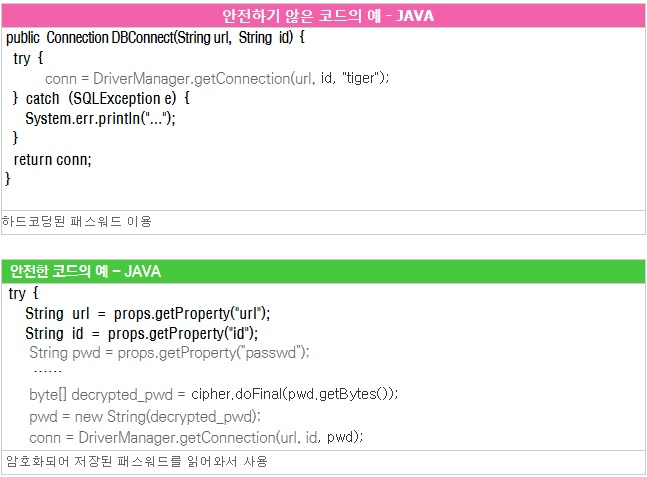 안전하기 않은 코드의 예 - JAVA
public Connection DBConnect(String url, String id) {
try {
conn = DriverManager.getConnection(url, id, "tiger");
} catch (SQLException e) {
System.err.println("...");
}
return conn;
}
하드코딩된 패스워드 이용
안전한 코드의 예 - JAVA
try {
String url = props.getProperty("url");
String id = props.getProperty("id");
String pwd = props.getProperty("passwd");
……
byte[] decrypted_pwd = cipher.doFinal(pwd.getBytes());
pwd = new String(decrypted_pwd);
conn = DriverManager.getConnection(url, id, pwd);
암호화되어 저장된 패스워드를 읽어와서 사용